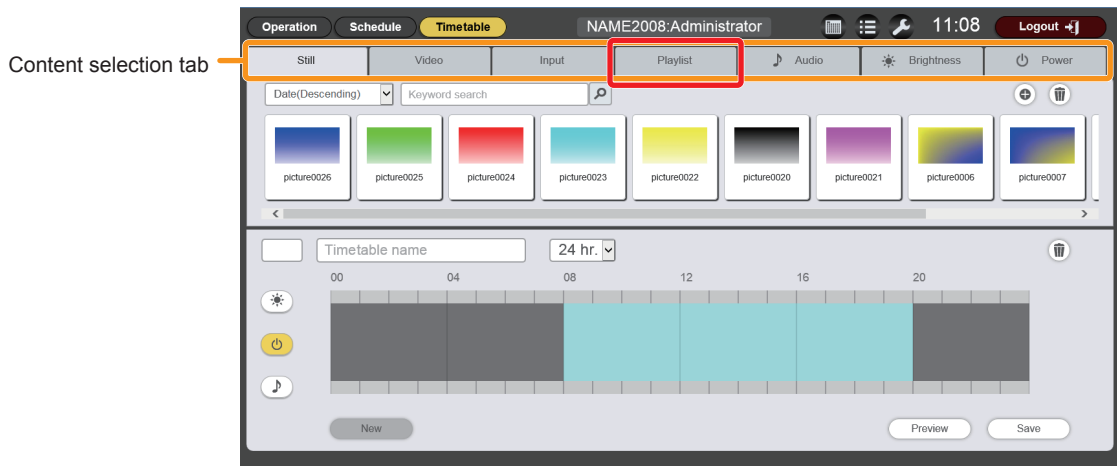 Operation Schedule Timetable NAME2008:Administrator 11:08 Logout
Content selection tab
Still Video Input Playlist Audio Brightness Power
Date(Descending) Keyword search
picture0026 picture0025 picture0024 picture0023 picture0022 picture0020 picture0021 picture0006 picture0007
Timetable name 24 hr.
00 04 08 12 16 20
New Preview Save